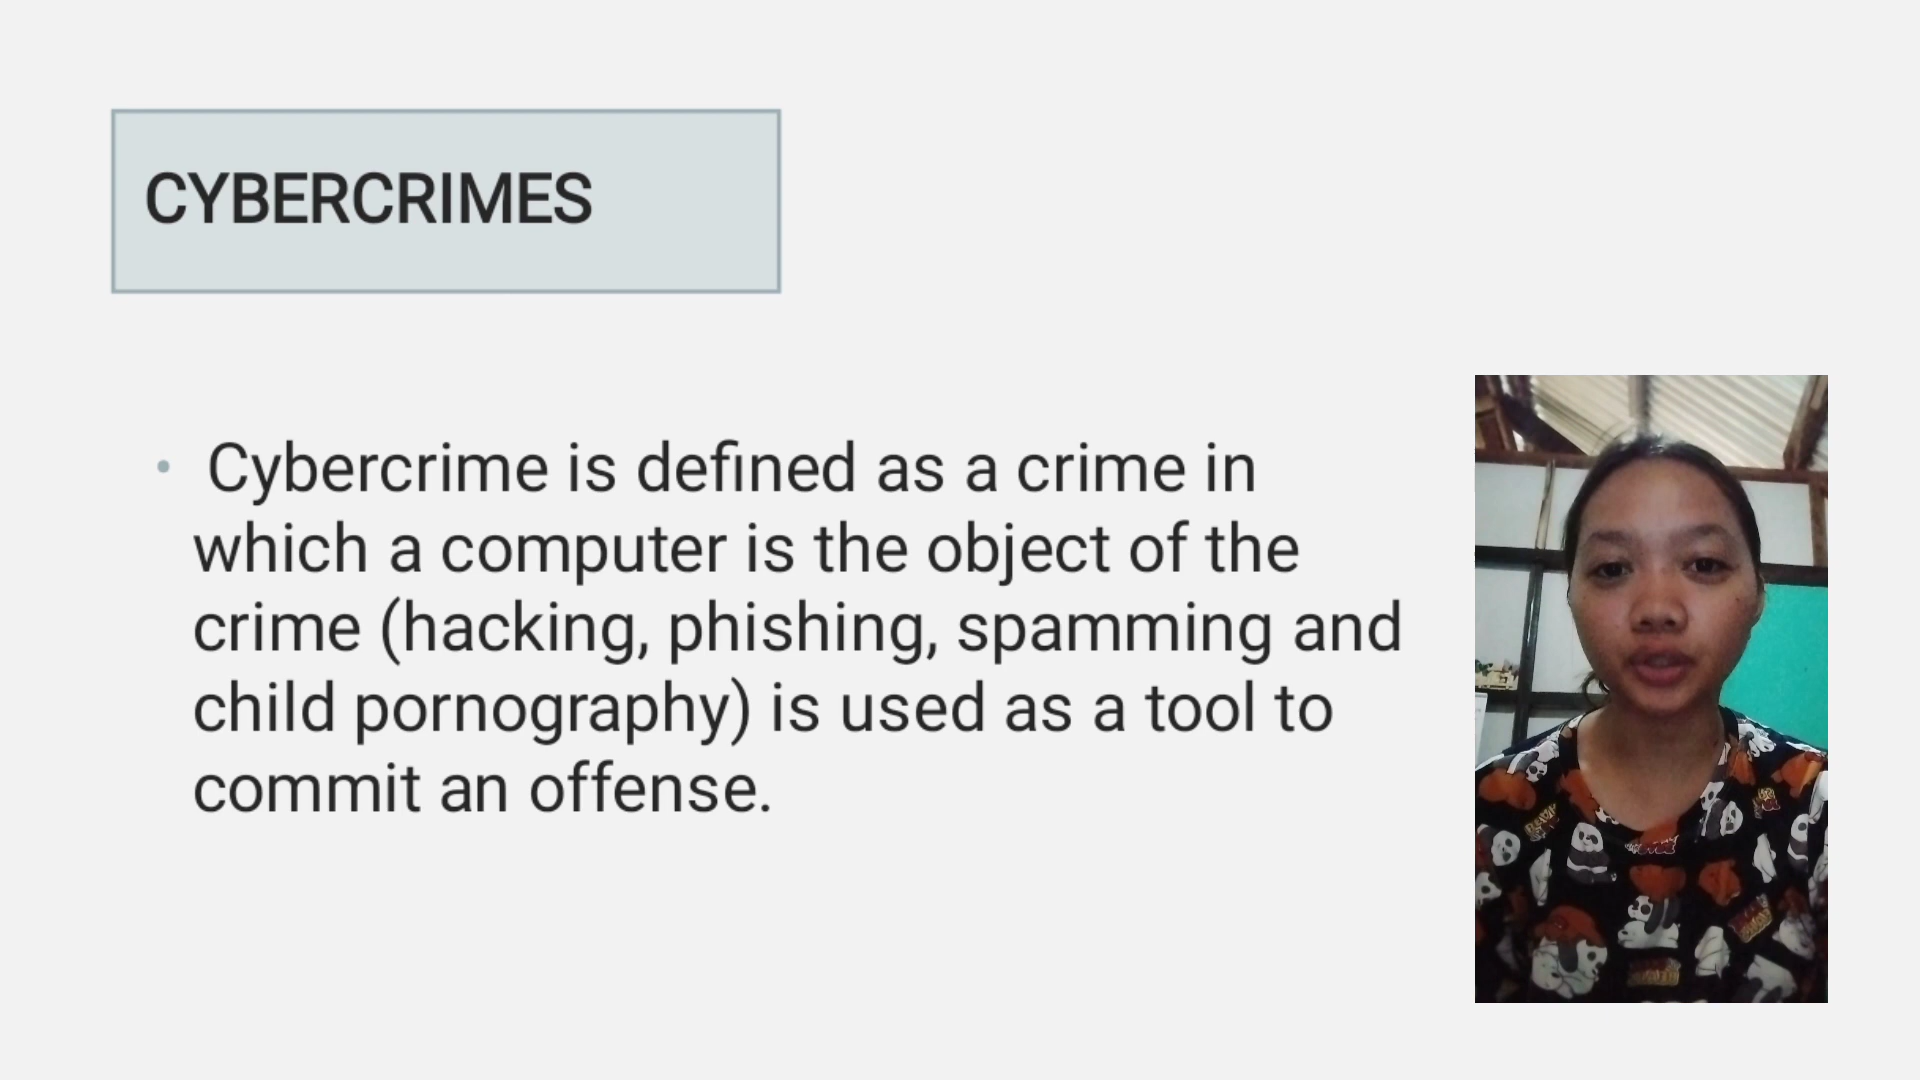 CYBERCRIMES
• Cybercrime is defined as a crime in
which a computer is the object of the
crime (hacking, phishing, spamming and
child pornography) is used as a tool to
commit an offense.